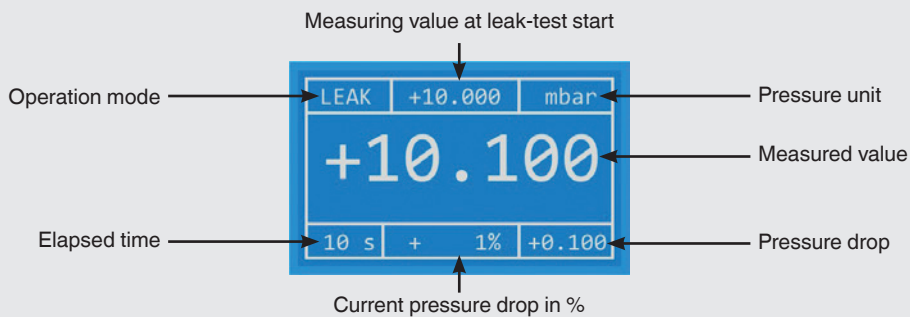 Measuring value at leak-test start
Operation mode
LEAK +10.000 mbar
Pressure unit
+10.100
Measured value
Elapsed time
10 s + 1% +0.100
Pressure drop
Current pressure drop in %